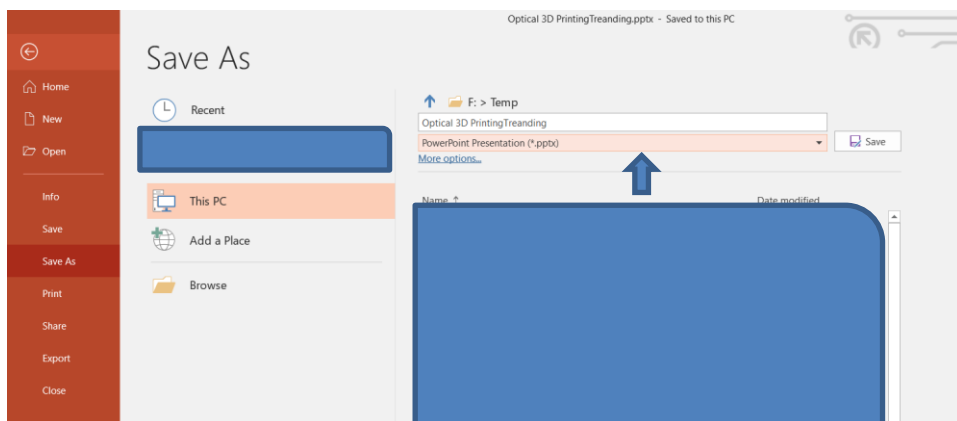 Optical 3D PrintingTreanding.pptx - Saved to this PC
Save As
Home
New
Open
Info
Save
Save As
Print
Share
Export
Close
Recent
This PC
Add a Place
Browse
F: > Temp
Optical 3D PrintingTreanding
PowerPoint Presentation (*.pptx)
Save
More options...
Name ↑
Date modified